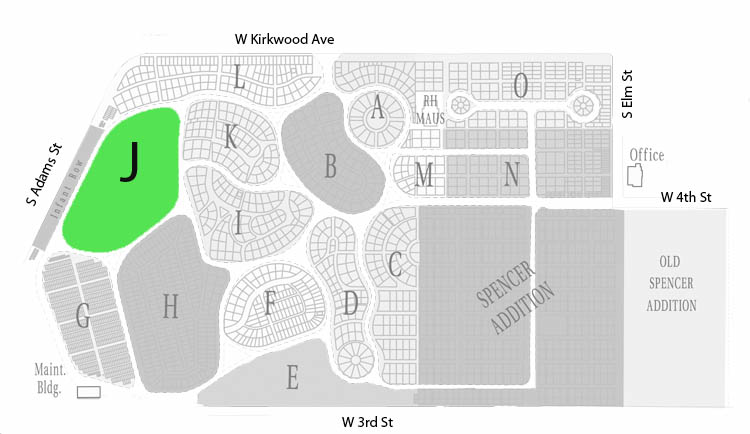 W Kirkwood Ave
L
O
S Elm St
A
RH
MAUS
J
K
B
Office
S Adams St
Infant Row
M
N
W 4th St
I
C
OLD
SPENCER
ADDITION
SPENCER
ADDITION
G
H
F
D
Maint.
Bldg.
E
W 3rd St